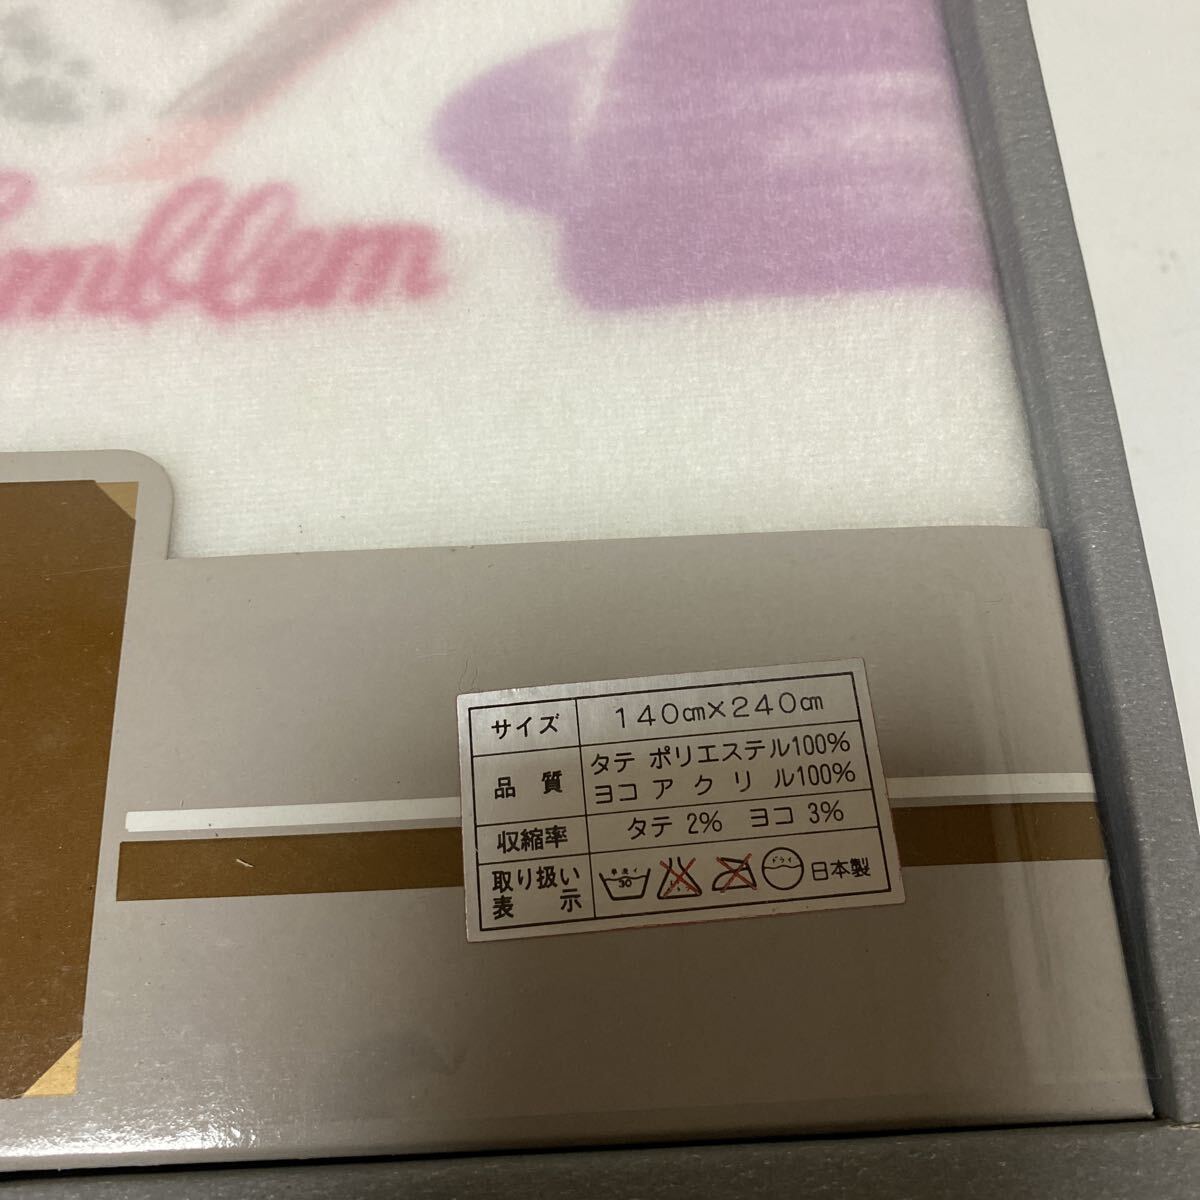 Emblem
サイズ 140㎝×240㎝
品質 タテ ポリエステル100%
ヨコ アクリル100%
収縮率 タテ 2% ヨコ 3%
取り扱い
表示 30 ドライ 日本製